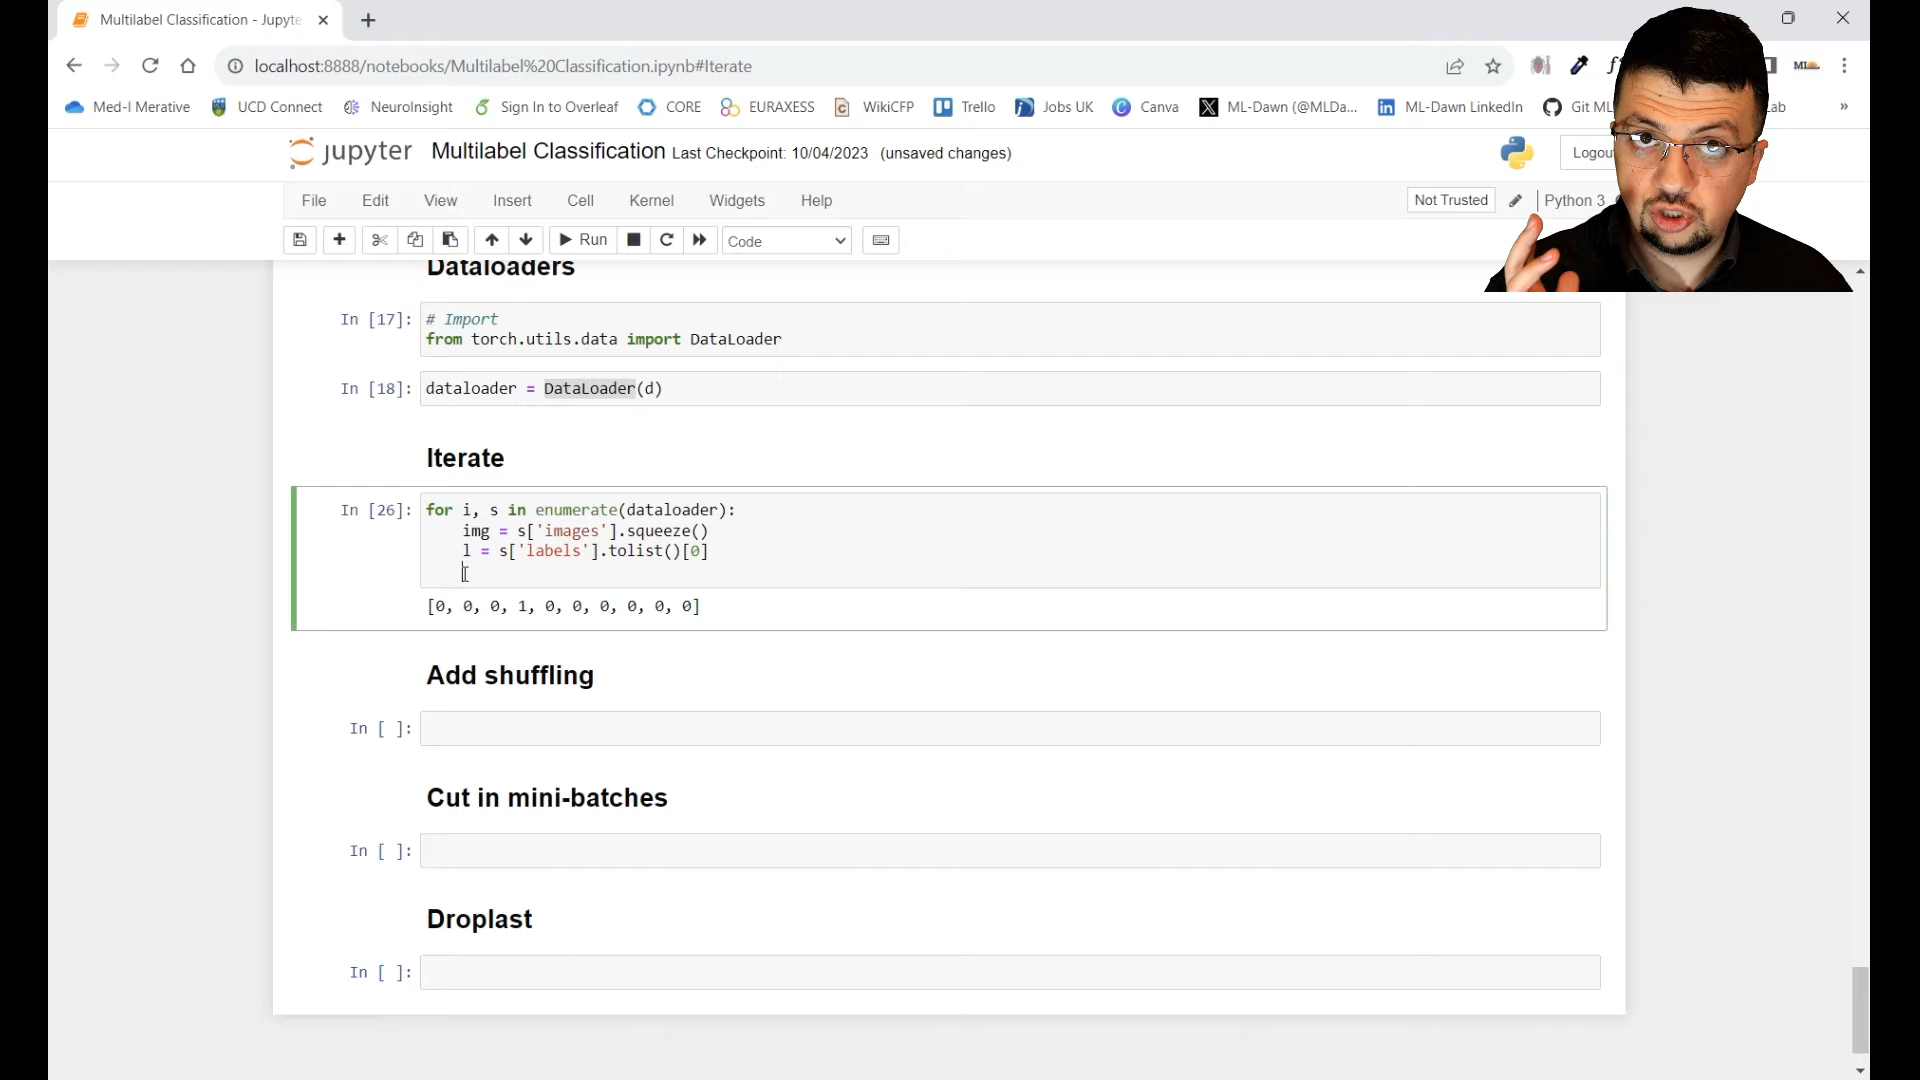 Multilabel Classification - Jupyte
localhost:8888/notebooks/Multilabel%20Classification.ipynb#Iterate
Med-I Merative UCD Connect NeuroInsight Sign In to Overleaf CORE EURAXESS WikiCFP Trello Jobs UK Canva ML-Dawn (@MLDa... ML-Dawn LinkedIn Git ML
jupyter Multilabel Classification Last Checkpoint: 10/04/2023 (unsaved changes)
Logout
File Edit View Insert Cell Kernel Widgets Help Not Trusted Python 3
Run Code
Dataloaders
In [17]: # Import
from torch.utils.data import DataLoader
In [18]: dataloader = DataLoader(d)
Iterate
In [26]: for i, s in enumerate(dataloader):
img = s['images'].squeeze()
l = s['labels'].tolist()[0]
[0, 0, 0, 1, 0, 0, 0, 0, 0, 0]
Add shuffling
In [ ]:
Cut in mini-batches
In [ ]:
Droplast
In [ ]: